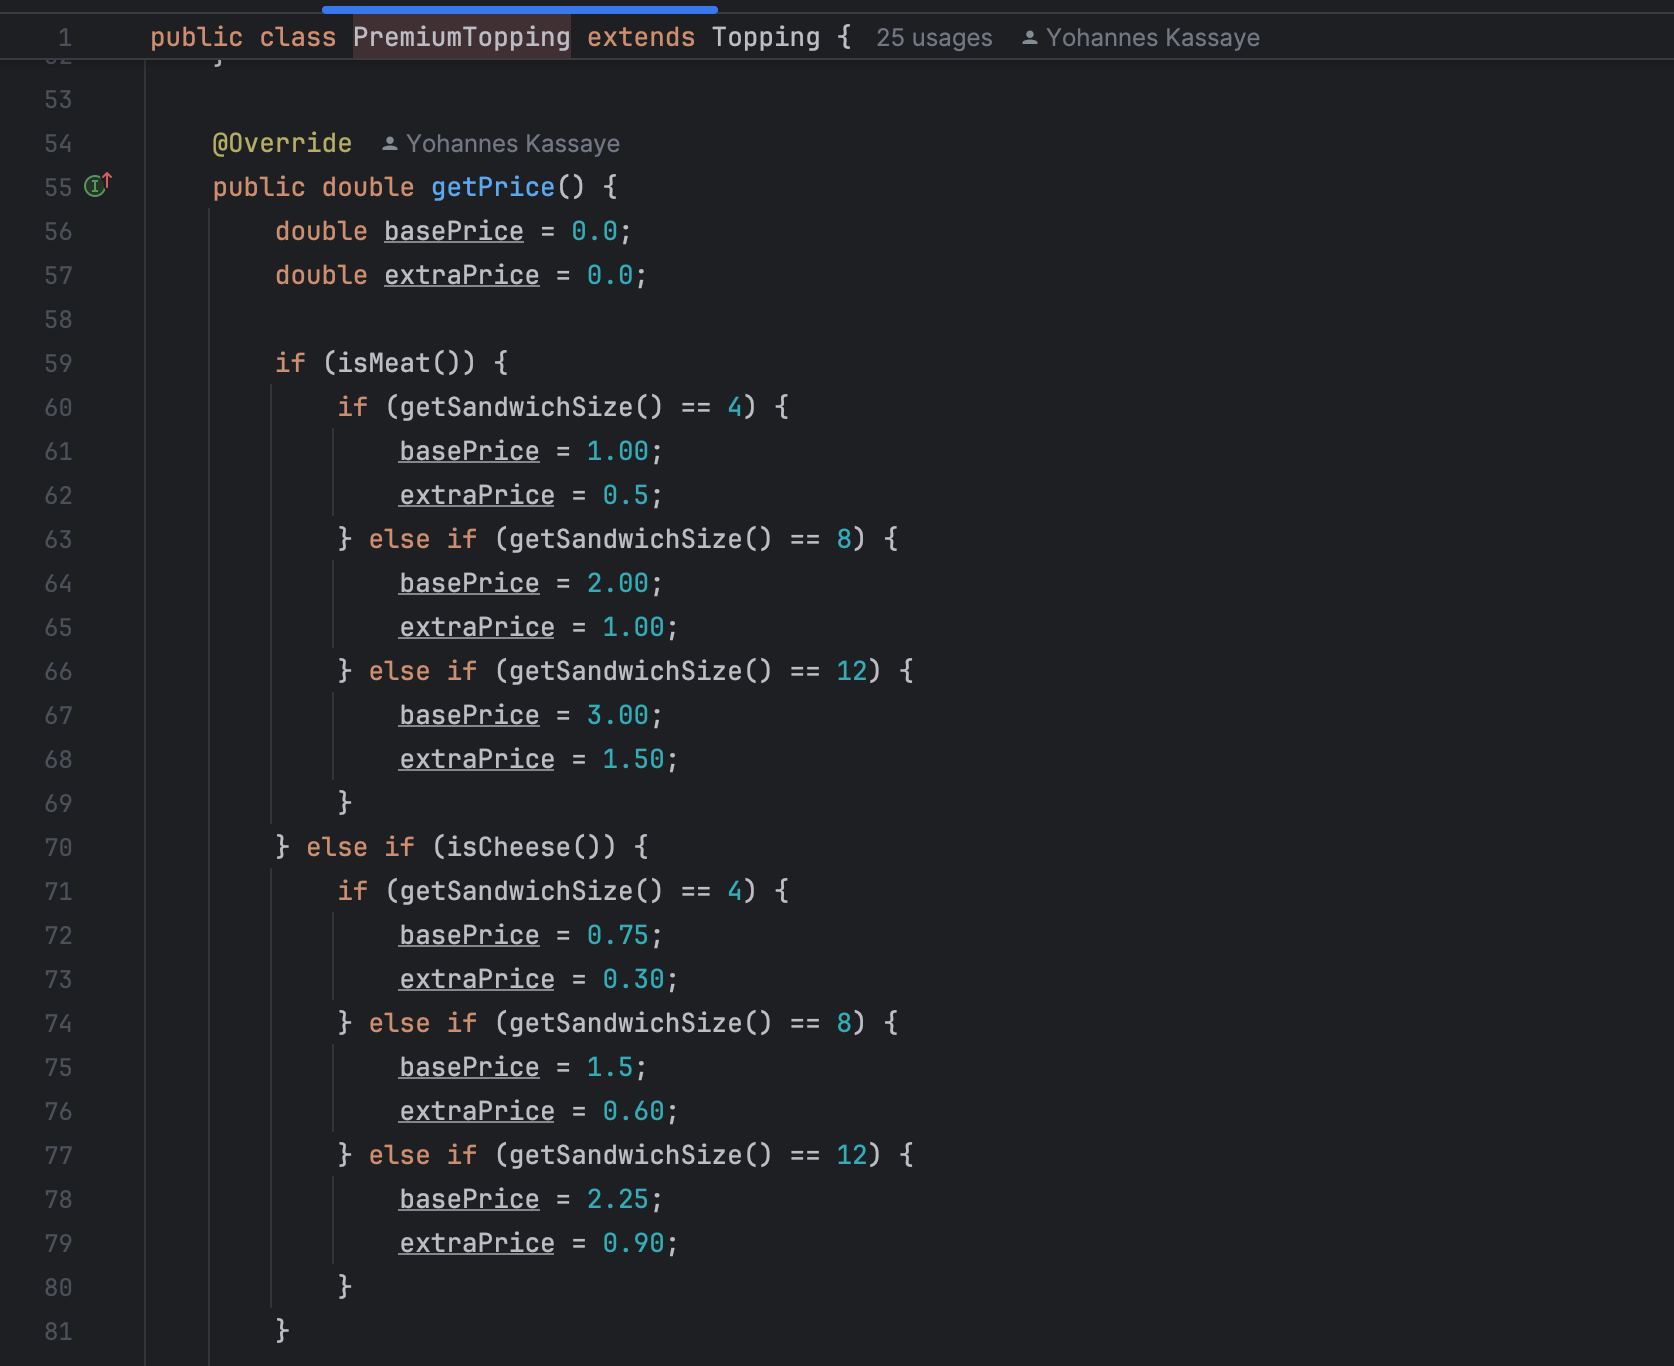 1 public class PremiumTopping extends Topping { 25 usages Yohannes Kassaye
52 }
53
54 @Override Yohannes Kassaye
55 public double getPrice() {
56 double basePrice = 0.0;
57 double extraPrice = 0.0;
58
59 if (isMeat()) {
60 if (getSandwichSize() == 4) {
61 basePrice = 1.00;
62 extraPrice = 0.5;
63 } else if (getSandwichSize() == 8) {
64 basePrice = 2.00;
65 extraPrice = 1.00;
66 } else if (getSandwichSize() == 12) {
67 basePrice = 3.00;
68 extraPrice = 1.50;
69 }
70 } else if (isCheese()) {
71 if (getSandwichSize() == 4) {
72 basePrice = 0.75;
73 extraPrice = 0.30;
74 } else if (getSandwichSize() == 8) {
75 basePrice = 1.5;
76 extraPrice = 0.60;
77 } else if (getSandwichSize() == 12) {
78 basePrice = 2.25;
79 extraPrice = 0.90;
80 }
81 }